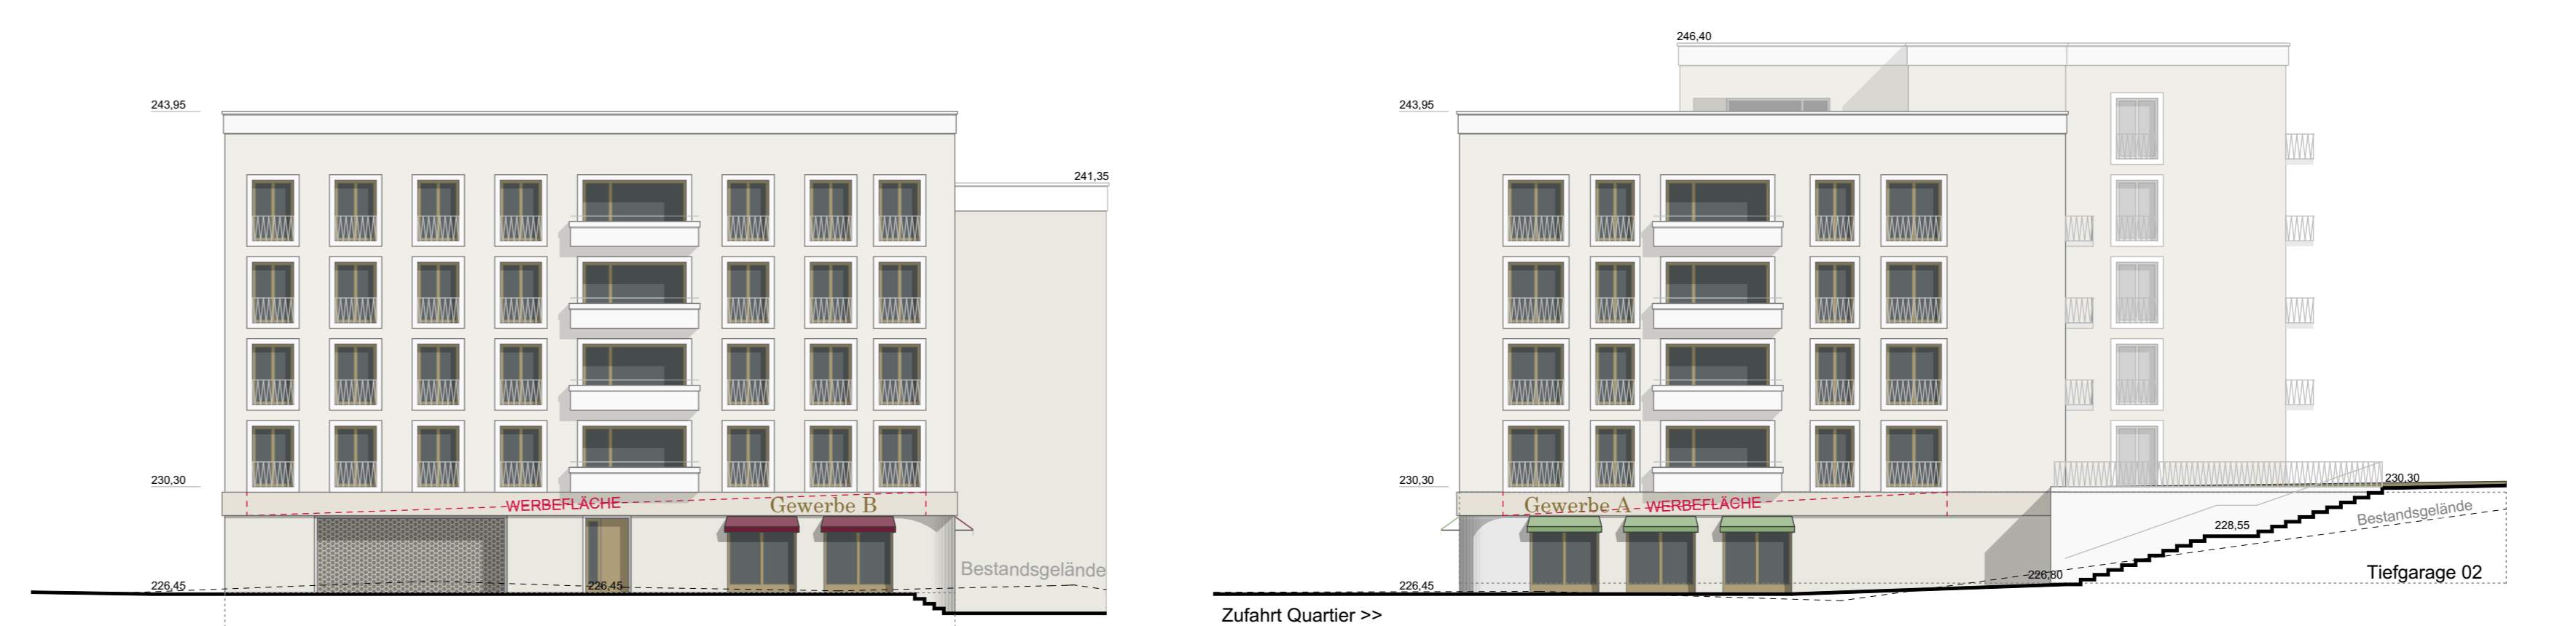 243,95
241,35
230,30
WERBEFLÄCHE
Gewerbe B
226,45
226,45
Bestandsgelände
246,40
243,95
230,30
Gewerbe A
WERBEFLÄCHE
230,30
228,55
Bestandsgelände
226,80
226,45
Tiefgarage 02
Zufahrt Quartier >>